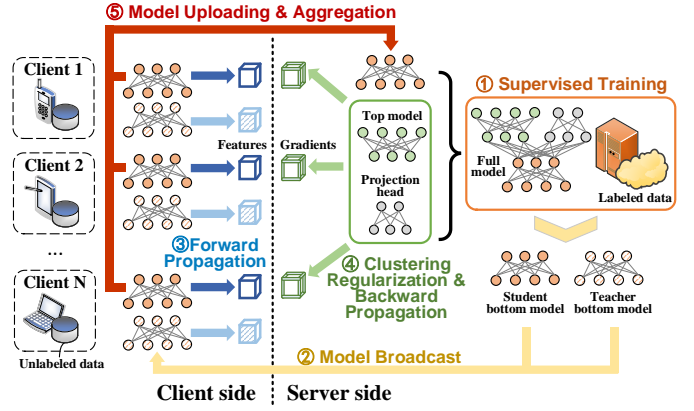 ⑤ Model Uploading & Aggregation
Client 1
Client 2
...
Client N
Unlabeled data
Features
③Forward
Propagation
Gradients
Top model
Projection
head
④ Clustering
Regularization &
Backward
Propagation
① Supervised Training
Full
model
Labeled data
Student
bottom model
Teacher
bottom model
② Model Broadcast
Client side
Server side